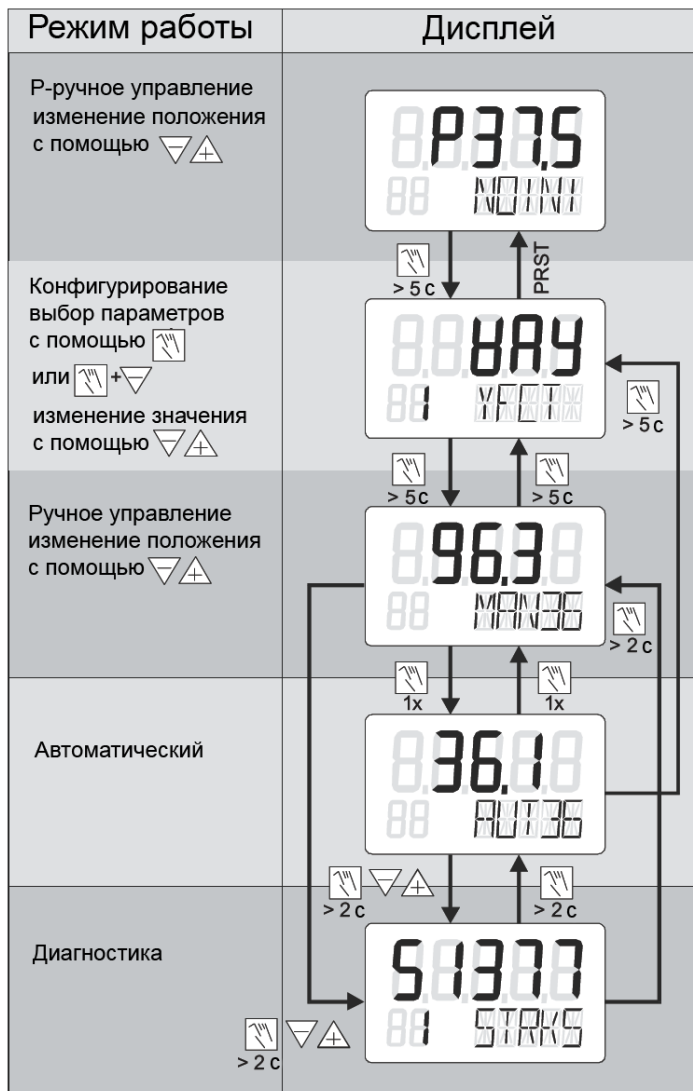 Режим работы
Дисплей
Р-ручное управление
изменение положения
с помощью
P37.5
NOINI
> 5 с
PRST
Конфигурирование
выбор параметров
с помощью
или +
изменение значения
с помощью
WAY
1 YFCT
> 5 с
> 5 с
> 5 с
Ручное управление
изменение положения
с помощью
96.3
MAN36
> 2 с
1x
1x
Автоматический
36.1
AUT36
> 2 с
> 2 с
Диагностика
S1377
1 STRKS
> 2 с